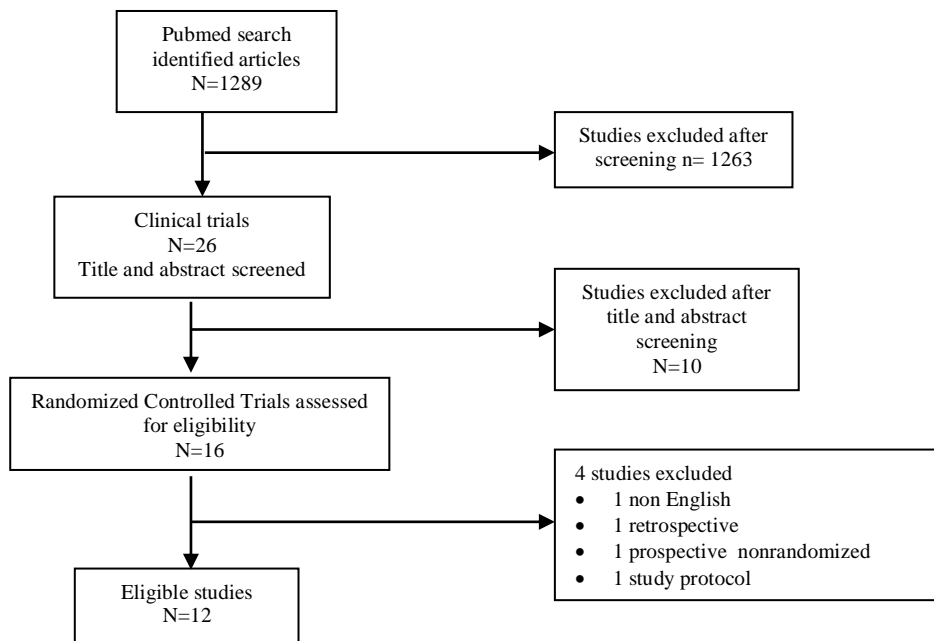 Pubmed search
identified articles
N=1289
Studies excluded after
screening n= 1263
Clinical trials
N=26
Title and abstract screened
Studies excluded after
title and abstract
screening
N=10
Randomized Controlled Trials assessed
for eligibility
N=16
4 studies excluded
• 1 non English
• 1 retrospective
• 1 prospective nonrandomized
• 1 study protocol
Eligible studies
N=12